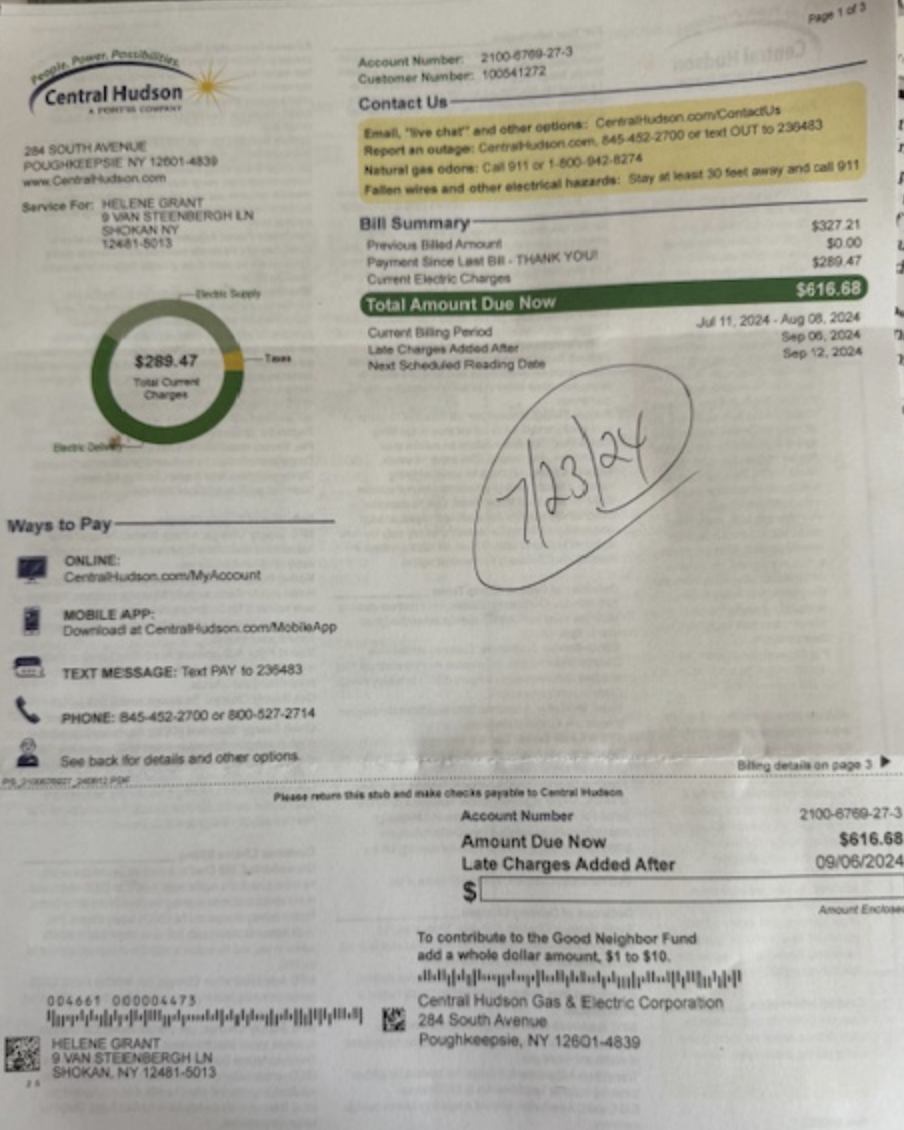 Page 1 of 3
People. Power. Possibilities.
Central Hudson
A FORTIS COMPANY
284 SOUTH AVENUE
POUGHKEEPSIE NY 12601-4839
www.CentralHudson.com
Service For: HELENE GRANT
9 VAN STEENBERGH LN
SHOKAN NY
12481-5013
Account Number: 2100-6769-27-3
Customer Number: 100541272
Contact Us
Email, "live chat" and other options: CentralHudson.com/ContactUs
Report an outage: CentralHudson.com, 845-452-2700 or text OUT to 236483
Natural gas odors: Call 911 or 1-800-942-8274
Fallen wires and other electrical hazards: Stay at least 30 feet away and call 911
Bill Summary
Previous Billed Amount $327.21
Payment Since Last Bill - THANK YOU! $0.00
Current Electric Charges $289.47
Total Amount Due Now $616.68
Current Billing Period Jul 11, 2024 - Aug 08, 2024
Late Charges Added After Sep 06, 2024
Next Scheduled Reading Date Sep 12, 2024
Electric Supply
$289.47
Total Current
Charges
Taxes
Electric Delivery
7/23/24
Ways to Pay
ONLINE:
CentralHudson.com/MyAccount
MOBILE APP:
Download at CentralHudson.com/MobileApp
TEXT MESSAGE: Text PAY to 236483
PHONE: 845-452-2700 or 800-527-2714
See back for details and other options.
Billing details on page 3
Please return this stub and make checks payable to Central Hudson
Account Number 2100-6769-27-3
Amount Due Now $616.68
Late Charges Added After 09/06/2024
$
Amount Enclose
To contribute to the Good Neighbor Fund
add a whole dollar amount, $1 to $10.
Central Hudson Gas & Electric Corporation
284 South Avenue
Poughkeepsie, NY 12601-4839
004661 000004473
HELENE GRANT
9 VAN STEENBERGH LN
SHOKAN, NY 12481-5013